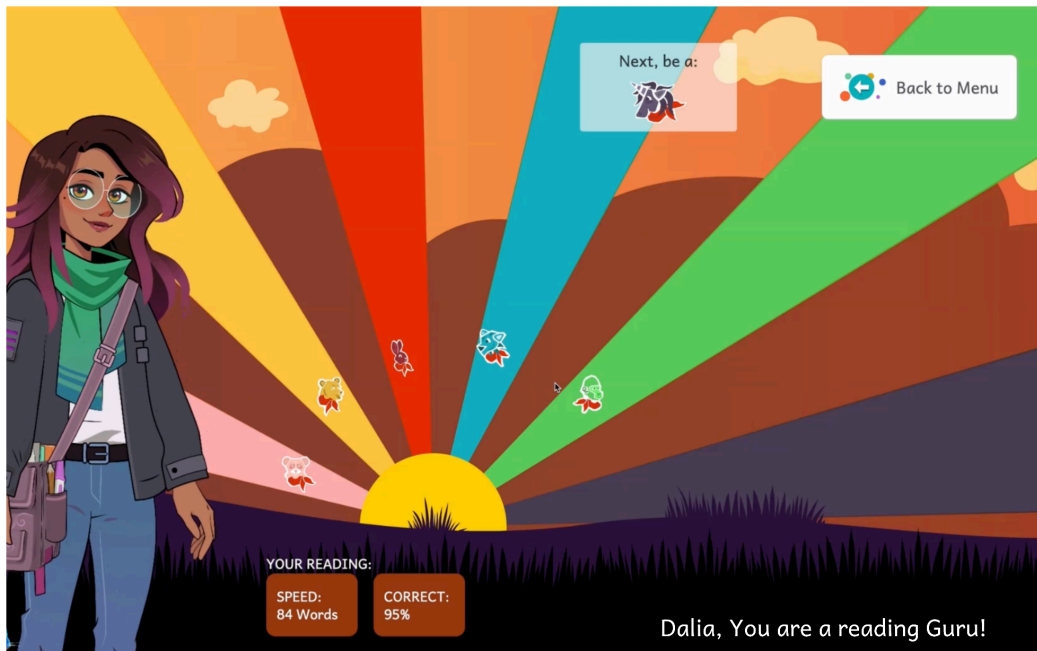 Next, be a:
Back to Menu
YOUR READING:
SPEED:
84 Words
CORRECT:
95%
Dalia, You are a reading Guru!